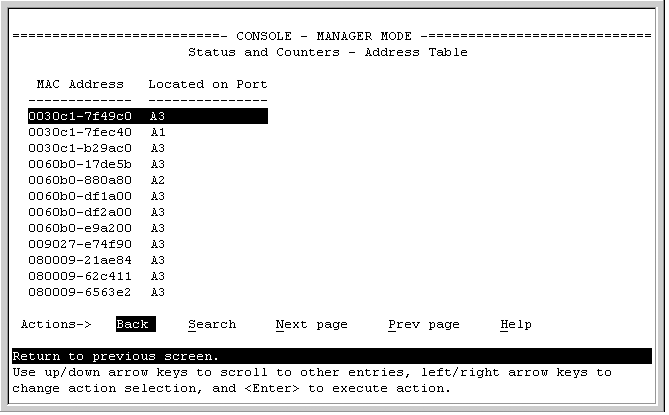 ==========================- CONSOLE - MANAGER MODE -============================
Status and Counters - Address Table
MAC Address Located on Port
------------- ---------------
0030c1-7f49c0 A3
0030c1-7fec40 A1
0030c1-b29ac0 A3
0060b0-17de5b A3
0060b0-880a80 A2
0060b0-df1a00 A3
0060b0-df2a00 A3
0060b0-e9a200 A3
009027-e74f90 A3
080009-21ae84 A3
080009-62c411 A3
080009-6563e2 A3
Actions-> Back Search Next page Prev page Help
Return to previous screen.
Use up/down arrow keys to scroll to other entries, left/right arrow keys to
change action selection, and <Enter> to execute action.